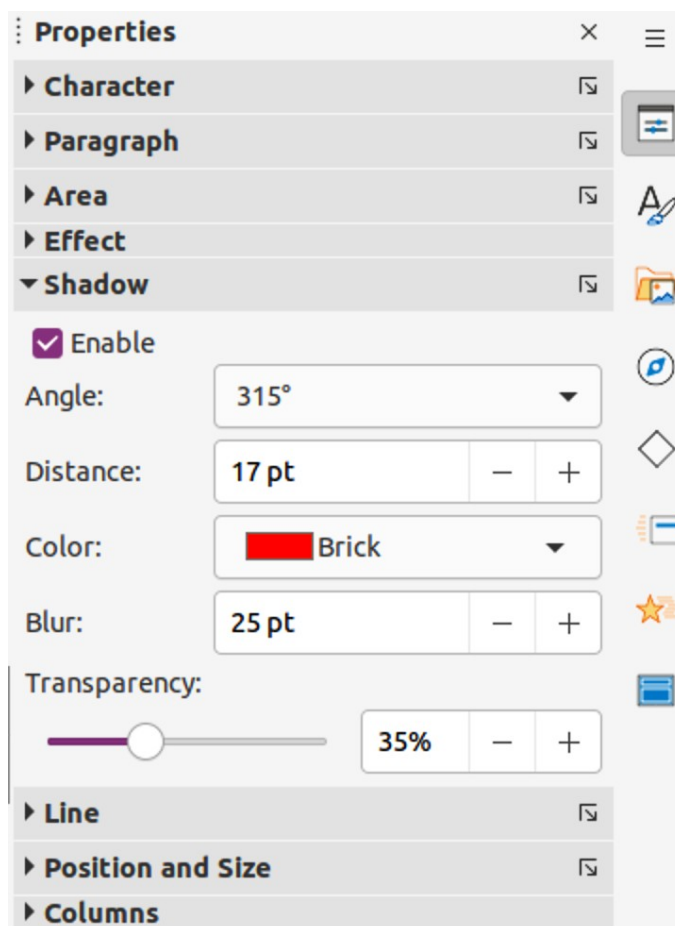 Properties
Character
Paragraph
Area
Effect
Shadow
Enable
Angle: 315°
Distance: 17 pt
Color: Brick
Blur: 25 pt
Transparency:
35%
Line
Position and Size
Columns